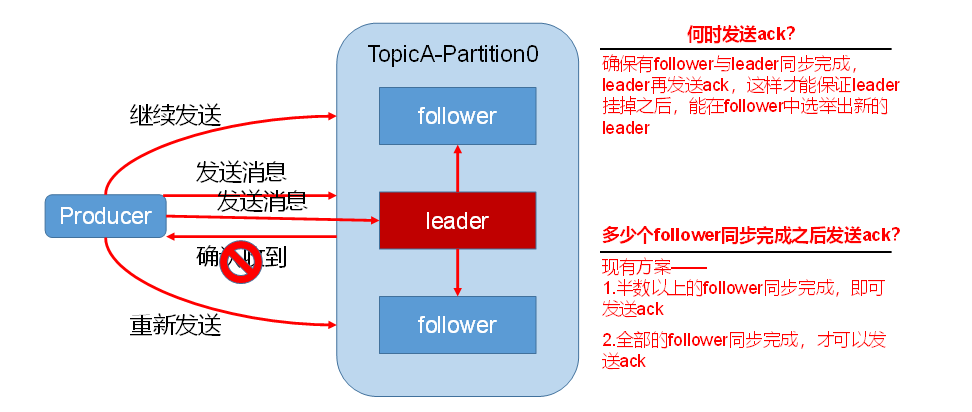 TopicA-Partition0
follower
leader
follower
继续发送
发送消息
发送消息
Producer
确认收到
重新发送
何时发送ack？
确保有follower与leader同步完成，
leader再发送ack，这样才能保证leader
挂掉之后，能在follower中选举出新的
leader
多少个follower同步完成之后发送ack？
现有方案——
1.半数以上的follower同步完成，即可
发送ack
2.全部的follower同步完成，才可以发
送ack